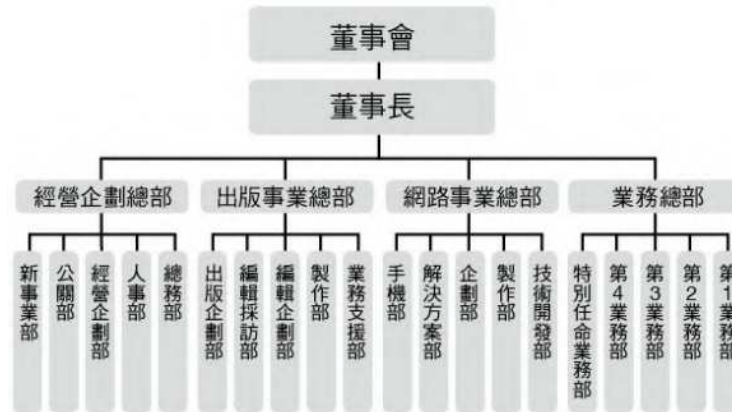 董事會
董事長
經營企劃總部
出版事業總部
網路事業總部
業務總部
新事業部
公關部
經營企劃部
人事部
總務部
出版企劃部
編輯採訪部
編輯企劃部
製作部
業務支援部
手機部
解決方案部
企劃部
製作部
技術開發部
特別任命業務部
第4業務部
第3業務部
第2業務部
第1業務部